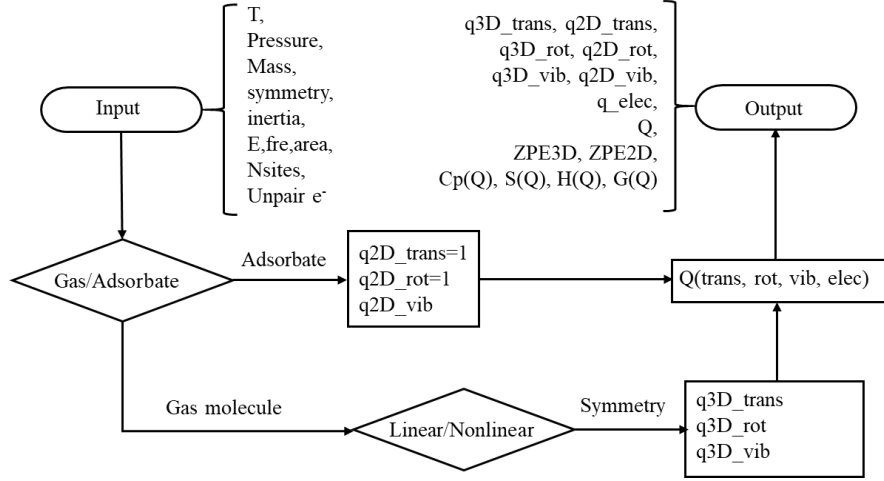 Input
T,
Pressure,
Mass,
symmetry,
inertia,
E,fre,area,
Nsites,
Unpair e⁻
q3D_trans, q2D_trans,
q3D_rot, q2D_rot,
q3D_vib, q2D_vib,
q_elec,
Q,
ZPE3D, ZPE2D,
Cp(Q), S(Q), H(Q), G(Q)
Output
Gas/Adsorbate
Adsorbate
q2D_trans=1
q2D_rot=1
q2D_vib
Q(trans, rot, vib, elec)
Gas molecule
Linear/Nonlinear
Symmetry
q3D_trans
q3D_rot
q3D_vib